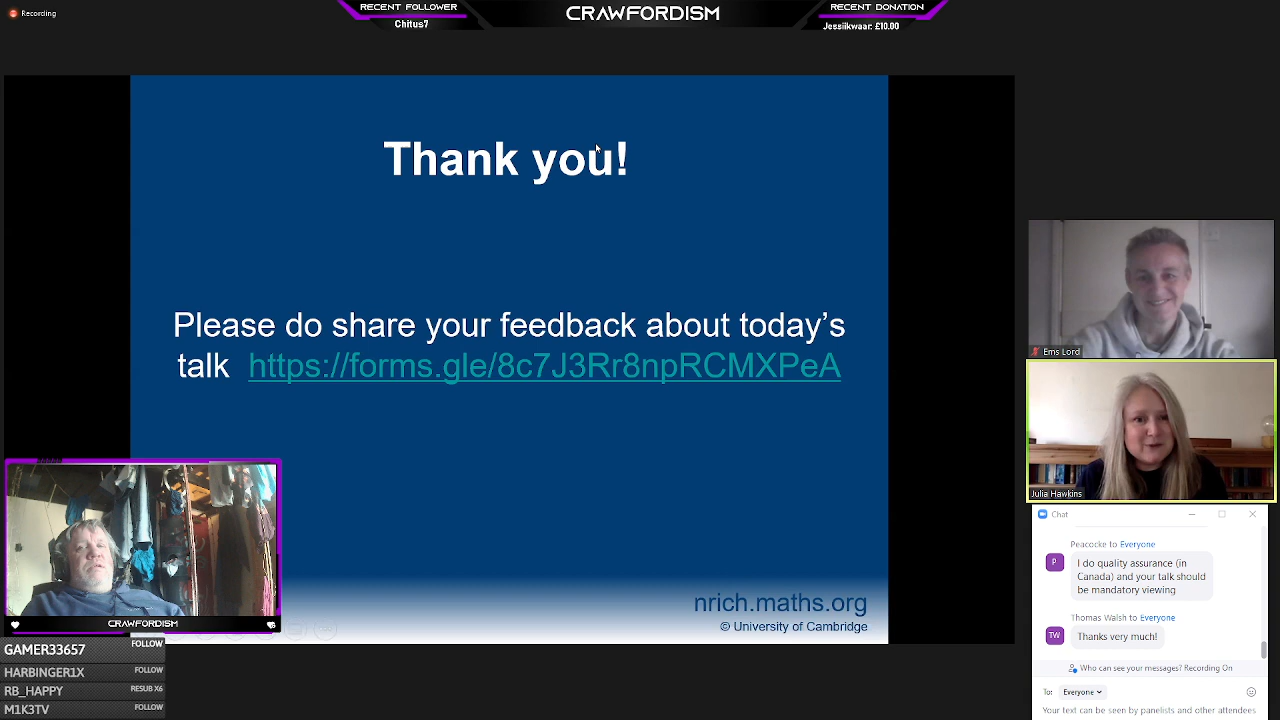 Recording
RECENT FOLLOWER
Chitus7
CRAWFORDISM
RECENT DONATION
Jessiikwaar: £10.00
Thank you!
Please do share your feedback about today's
talk https://forms.gle/8c7J3Rr8npRCMXPeA
nrich.maths.org
© University of Cambridge
Ems Lord
Julia Hawkins
Chat
Peacocke to Everyone
P
I do quality assurance (in
Canada) and your talk should
be mandatory viewing
Thomas Walsh to Everyone
TW
Thanks very much!
Who can see your messages? Recording On
To: Everyone
Your text can be seen by panelists and other attendees
CRAWFORDISM
GAMER33657 FOLLOW
HARBINGER1X FOLLOW
RB_HAPPY RESUB X6
M1K3TV FOLLOW